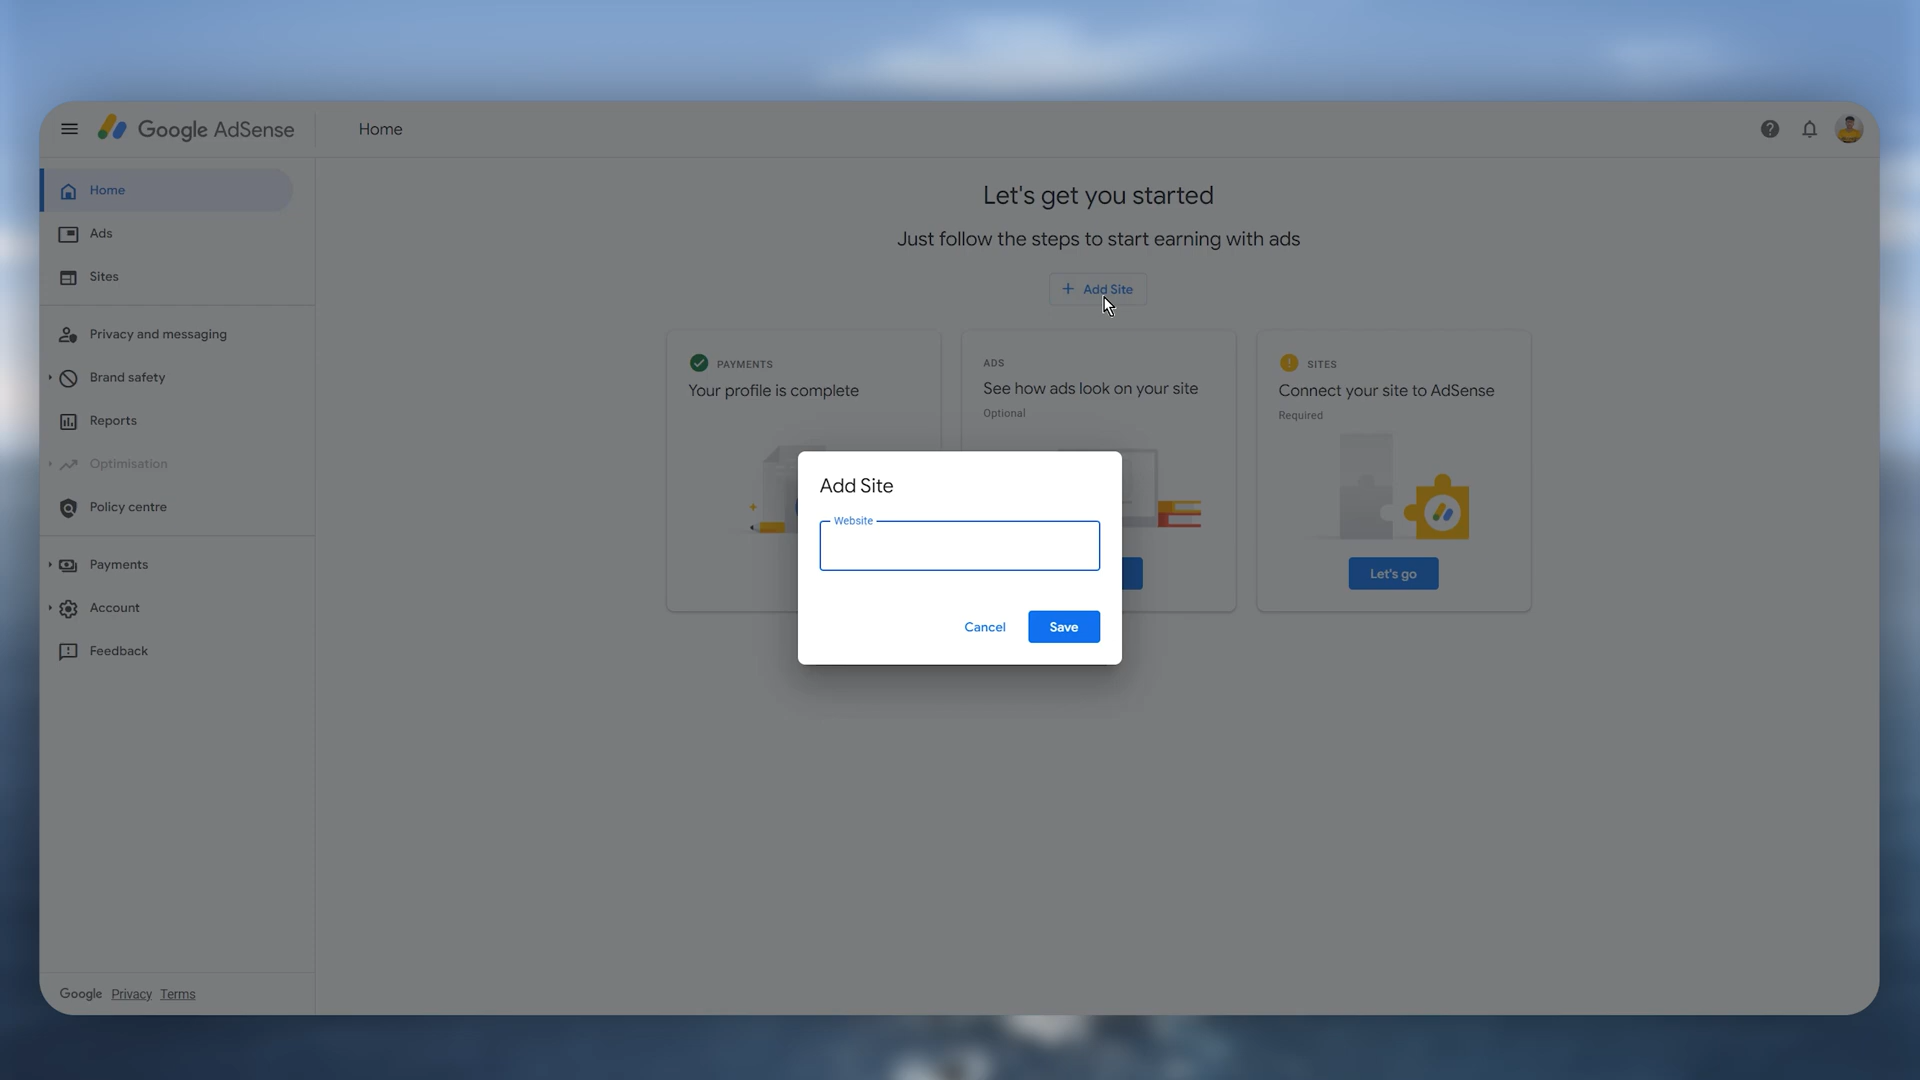 Google AdSense
Home
Home
Ads
Sites
Privacy and messaging
Brand safety
Reports
Optimisation
Policy centre
Payments
Account
Feedback
Google Privacy Terms
Let's get you started
Just follow the steps to start earning with ads
+ Add Site
PAYMENTS
Your profile is complete
ADS
See how ads look on your site
Optional
SITES
Connect your site to AdSense
Required
Let's go
Add Site
Website
Cancel
Save